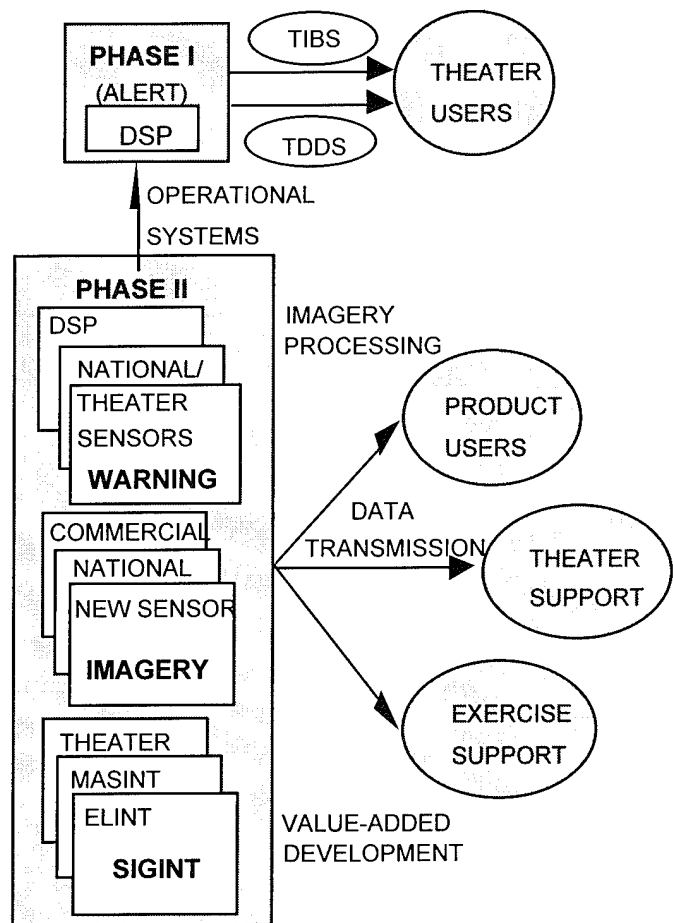 PHASE I
(ALERT)
DSP
TIBS
TDDS
THEATER
USERS
OPERATIONAL
SYSTEMS
PHASE II
DSP
NATIONAL/
THEATER
SENSORS
WARNING
COMMERCIAL
NATIONAL
NEW SENSOR
IMAGERY
THEATER
MASINT
ELINT
SIGINT
IMAGERY
PROCESSING
PRODUCT
USERS
DATA
TRANSMISSION
THEATER
SUPPORT
EXERCISE
SUPPORT
VALUE-ADDED
DEVELOPMENT